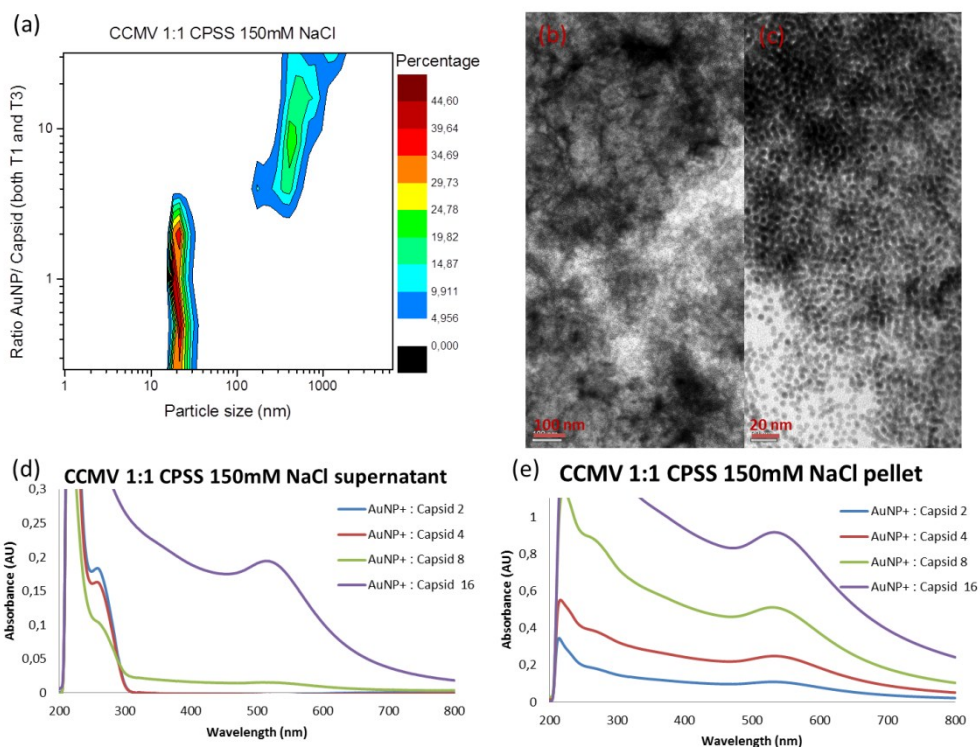 (a)
CCMV 1:1 CPSS 150mM NaCl
Ratio AuNP/ Capsid (both T1 and T3)
10
1
1 10 100 1000
Particle size (nm)
Percentage
44,60
39,64
34,69
29,73
24,78
19,82
14,87
9,911
4,956
0,000
(b)
100 nm
(c)
20 nm
(d)
CCMV 1:1 CPSS 150mM NaCl supernatant
Absorbance (AU)
0,3
0,25
0,2
0,15
0,1
0,05
0
200 300 400 500 600 700 800
Wavelength (nm)
AuNP+ : Capsid 2
AuNP+ : Capsid 4
AuNP+ : Capsid 8
AuNP+ : Capsid 16
(e)
CCMV 1:1 CPSS 150mM NaCl pellet
Absorbance (AU)
1
0,8
0,6
0,4
0,2
0
200 300 400 500 600 700 800
Wavelength (nm)
AuNP+ : Capsid 2
AuNP+ : Capsid 4
AuNP+ : Capsid 8
AuNP+ : Capsid 16